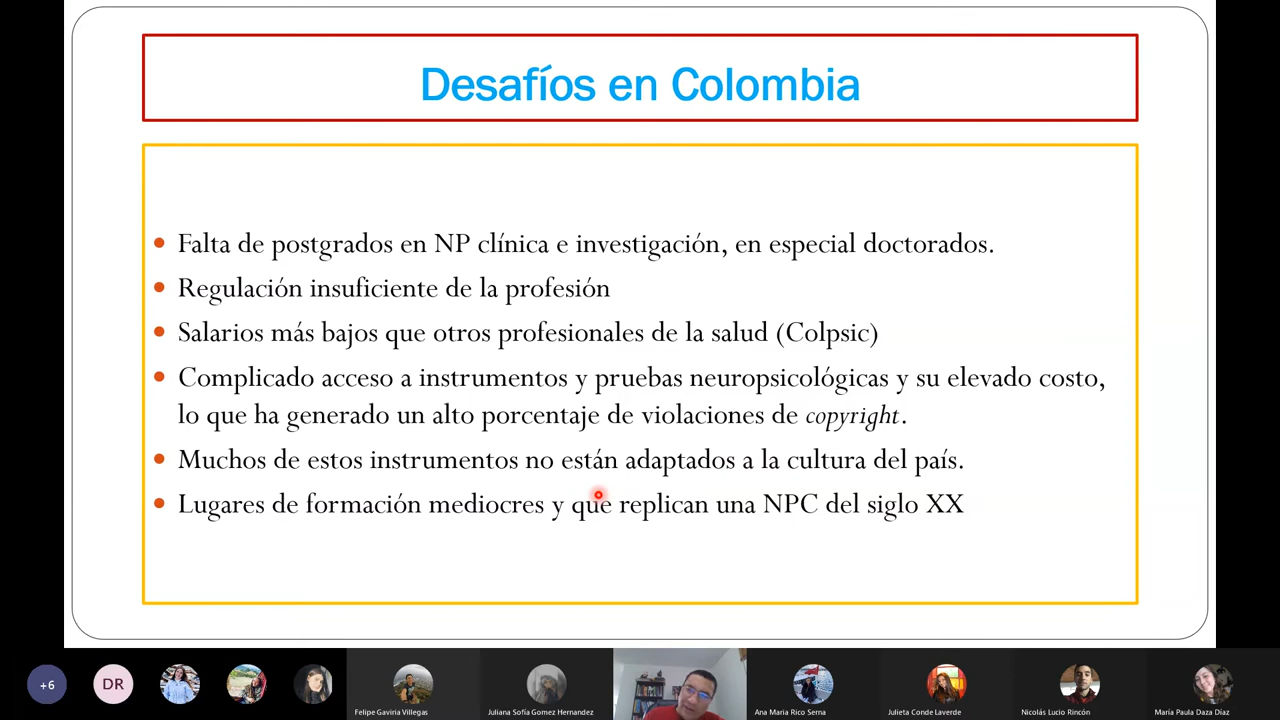 Desafíos en Colombia
Falta de postgrados en NP clínica e investigación, en especial doctorados.
Regulación insuficiente de la profesión
Salarios más bajos que otros profesionales de la salud (Colpsic)
Complicado acceso a instrumentos y pruebas neuropsicológicas y su elevado costo,
lo que ha generado un alto porcentaje de violaciones de copyright.
Muchos de estos instrumentos no están adaptados a la cultura del país.
Lugares de formación mediocres y que replican una NPC del siglo XX
+6
DR
Felipe Gaviria Villegas
Juliana Sofía Gomez Hernandez
Ana Maria Rico Serna
Julieta Conde Laverde
Nicolás Lucio Rincón
María Paula Daza Díaz